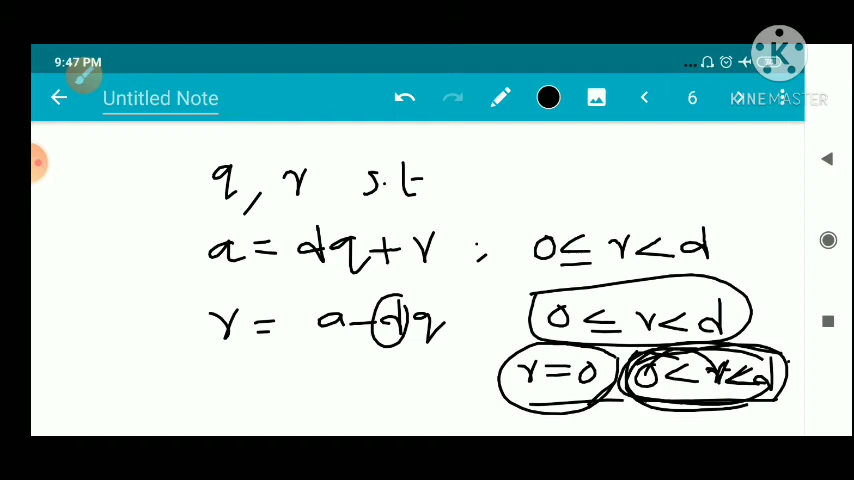 9:47 PM
KINEMASTER
Untitled Note
6
q, r s.t
a = dq + r ; 0 ≤ r < d
r = a - dq 0 ≤ r < d
r = 0 0 < r < d